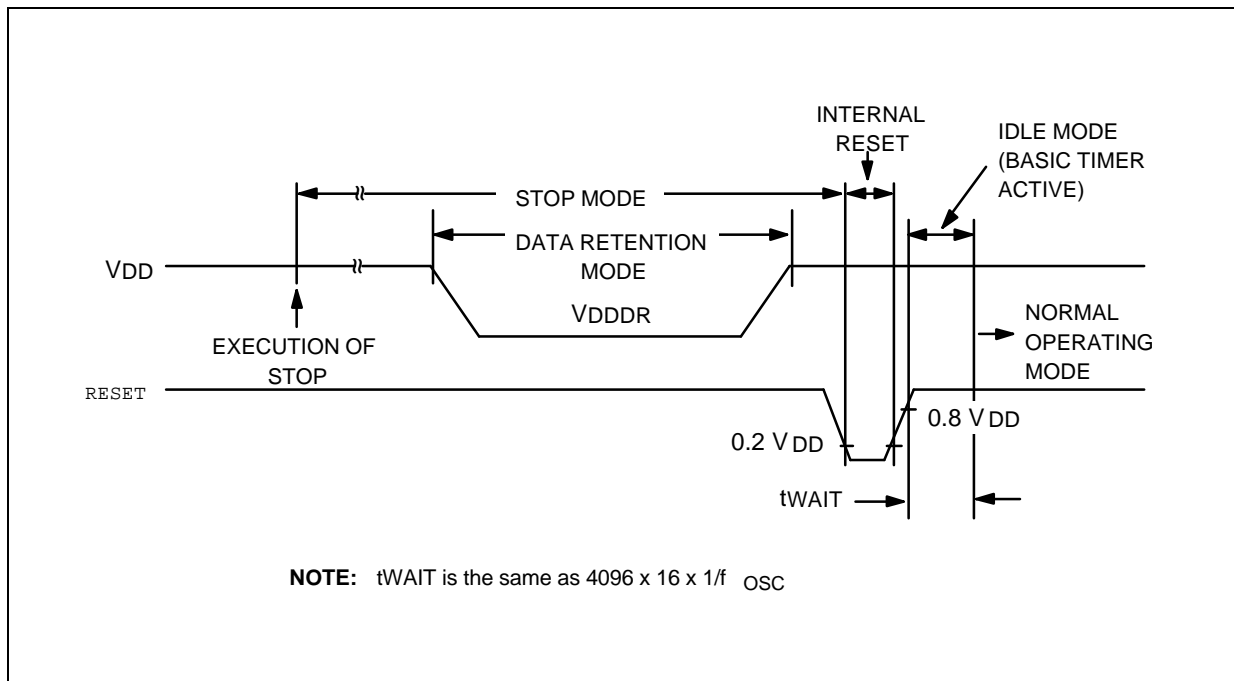 INTERNAL
RESET
IDLE MODE
(BASIC TIMER
ACTIVE)
STOP MODE
DATA RETENTION
MODE
VDD
VDDDR
EXECUTION OF
STOP
NORMAL
OPERATING
MODE
RESET
0.8 VDD
0.2 VDD
tWAIT
NOTE: tWAIT is the same as 4096 x 16 x 1/f OSC